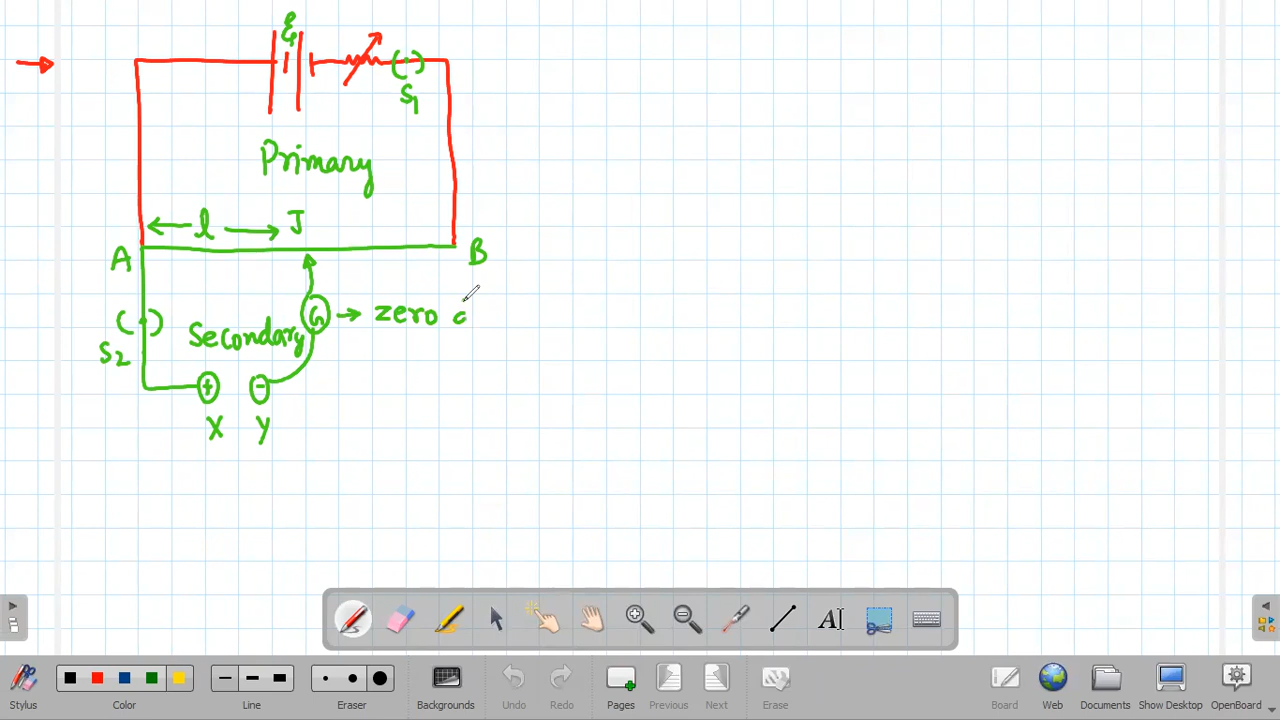 ξ₁
S₁
Primary
l
J
A
B
G → zero c
Secondary
S₂
+
-
X
Y
Stylus
Color
Line
Eraser
Backgrounds
Undo
Redo
Pages
Previous
Next
Erase
Board
Web
Documents
Show Desktop
OpenBoard